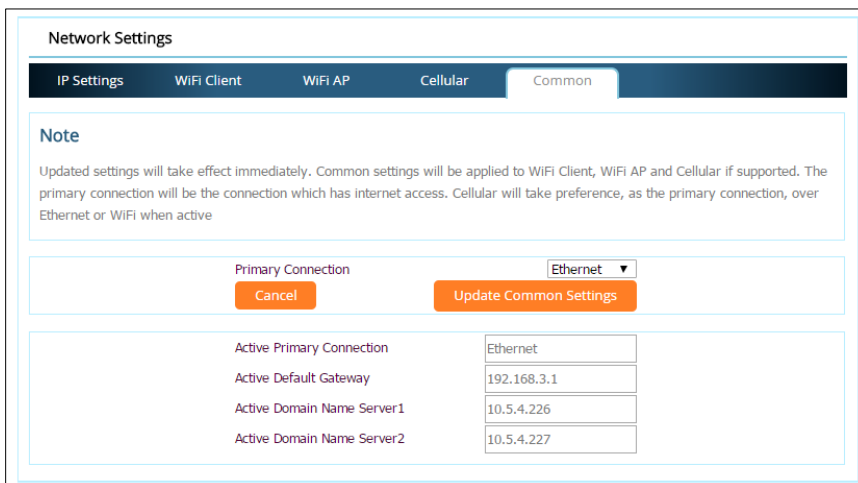 Network Settings
IP Settings WiFi Client WiFi AP Cellular Common
Note
Updated settings will take effect immediately. Common settings will be applied to WiFi Client, WiFi AP and Cellular if supported. The
primary connection will be the connection which has internet access. Cellular will take preference, as the primary connection, over
Ethernet or WiFi when active
Primary Connection Ethernet
Cancel Update Common Settings
Active Primary Connection Ethernet
Active Default Gateway 192.168.3.1
Active Domain Name Server1 10.5.4.226
Active Domain Name Server2 10.5.4.227